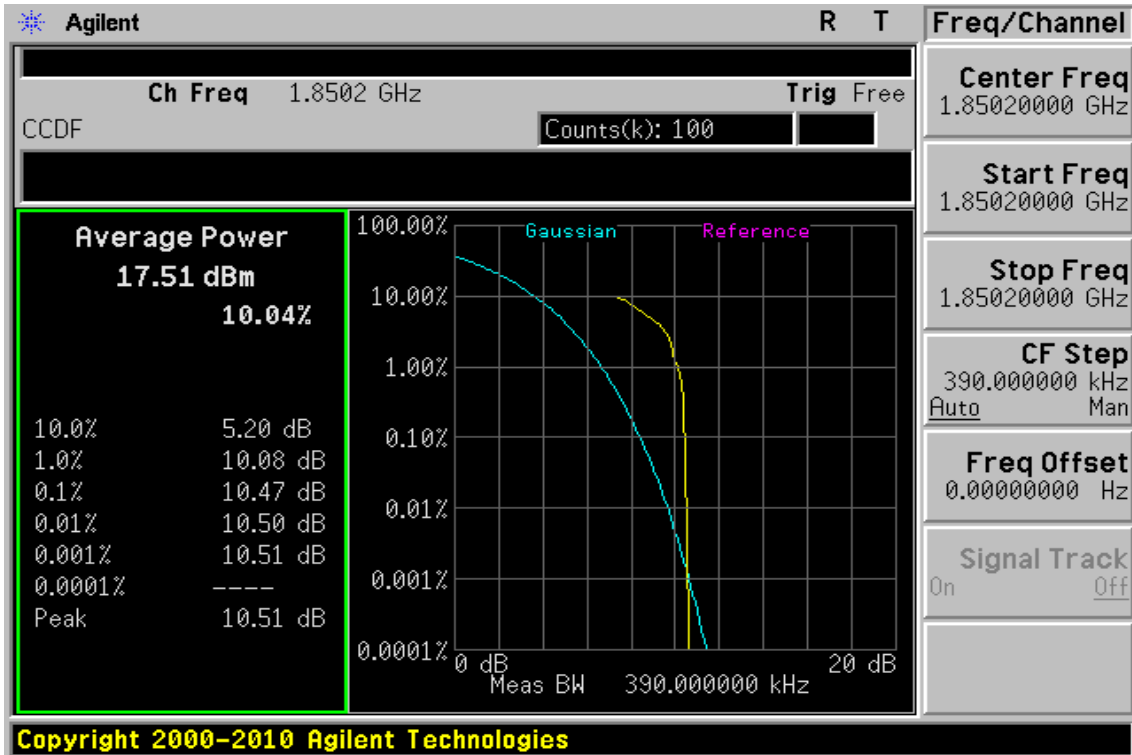 Agilent R T
Ch Freq 1.8502 GHz Trig Free
CCDF Counts(k): 100
Average Power
17.51 dBm
10.04%
10.0% 5.20 dB
1.0% 10.08 dB
0.1% 10.47 dB
0.01% 10.50 dB
0.001% 10.51 dB
0.0001% ----
Peak 10.51 dB
100.00%
10.00%
1.00%
0.10%
0.01%
0.001%
0.0001%
Gaussian Reference
0 dB 20 dB
Meas BW 390.000000 kHz
Freq/Channel
Center Freq
1.85020000 GHz
Start Freq
1.85020000 GHz
Stop Freq
1.85020000 GHz
CF Step
390.000000 kHz
Auto Man
Freq Offset
0.00000000 Hz
Signal Track
On Off
Copyright 2000-2010 Agilent Technologies